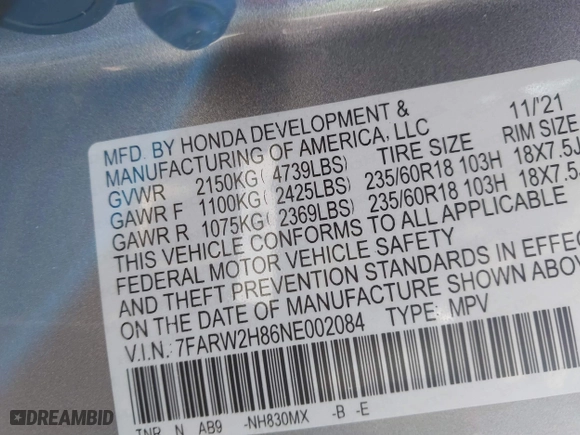 MFD. BY HONDA DEVELOPMENT & 11/'21
MANUFACTURING OF AMERICA, LLC
GVWR 2150KG( 4739LBS) TIRE SIZE RIM SIZE
GAWR F 1100KG( 2425LBS) 235/60R18 103H 18X7.5J
GAWR R 1075KG( 2369LBS) 235/60R18 103H 18X7.5J
THIS VEHICLE CONFORMS TO ALL APPLICABLE
FEDERAL MOTOR VEHICLE SAFETY
AND THEFT PREVENTION STANDARDS IN EFFEC
ON THE DATE OF MANUFACTURE SHOWN ABOV
V.I.N.: 7FARW2H86NE002084 TYPE: MPV
TNR N AB9 -NH830MX -B -E
DREAMBID